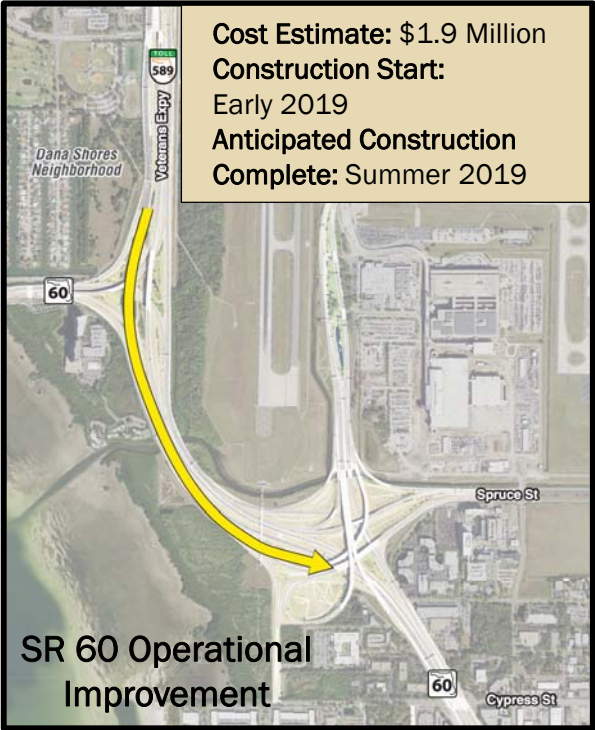 Cost Estimate: $1.9 Million
Construction Start:
Early 2019
Anticipated Construction
Complete: Summer 2019
TOLL
589
Veterans Expy
Dana Shores
Neighborhood
60
Spruce St
SR 60 Operational
Improvement
60
Cypress St